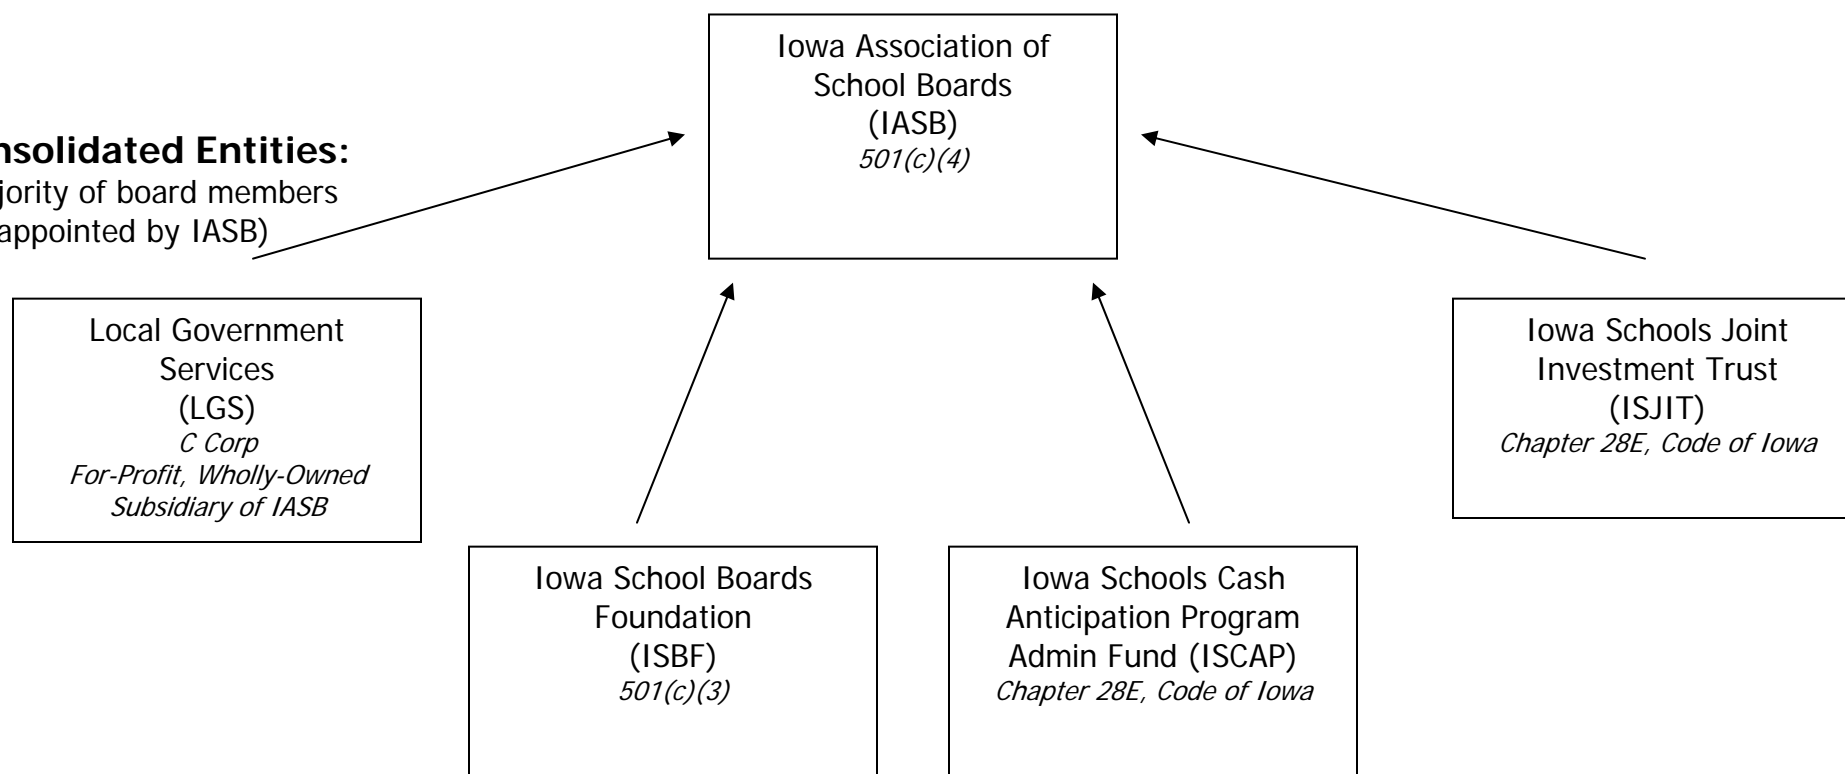 Iowa Association of
School Boards
(IASB)
501(c)(4)
nsolidated Entities:
jority of board members
appointed by IASB)
Local Government
Services
(LGS)
C Corp
For-Profit, Wholly-Owned
Subsidiary of IASB
Iowa Schools Joint
Investment Trust
(ISJIT)
Chapter 28E, Code of Iowa
Iowa School Boards
Foundation
(ISBF)
501(c)(3)
Iowa Schools Cash
Anticipation Program
Admin Fund (ISCAP)
Chapter 28E, Code of Iowa